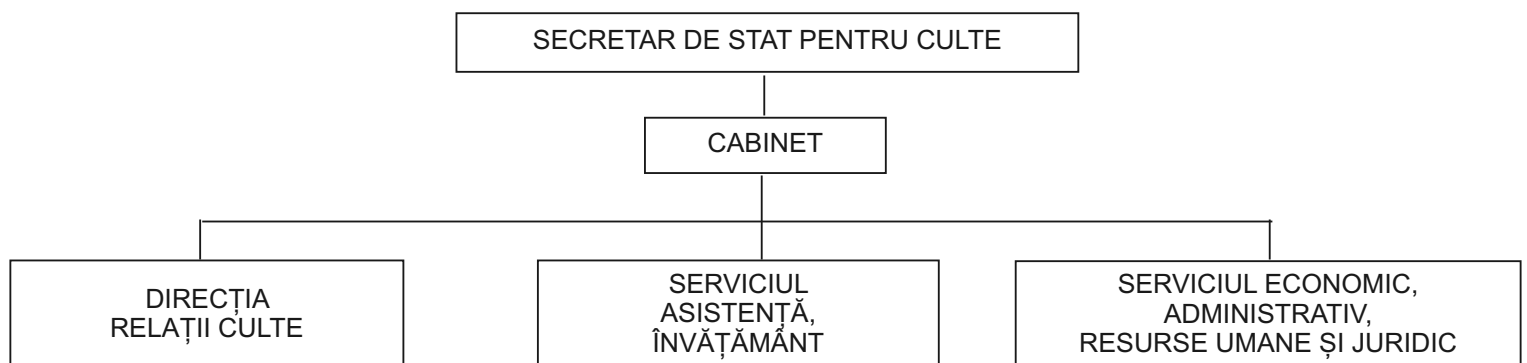 SECRETAR DE STAT PENTRU CULTE
CABINET
DIRECȚIA
RELAȚII CULTE
SERVICIUL
ASISTENȚĂ,
ÎNVĂȚĂMÂNT
SERVICIUL ECONOMIC,
ADMINISTRATIV,
RESURSE UMANE ȘI JURIDIC